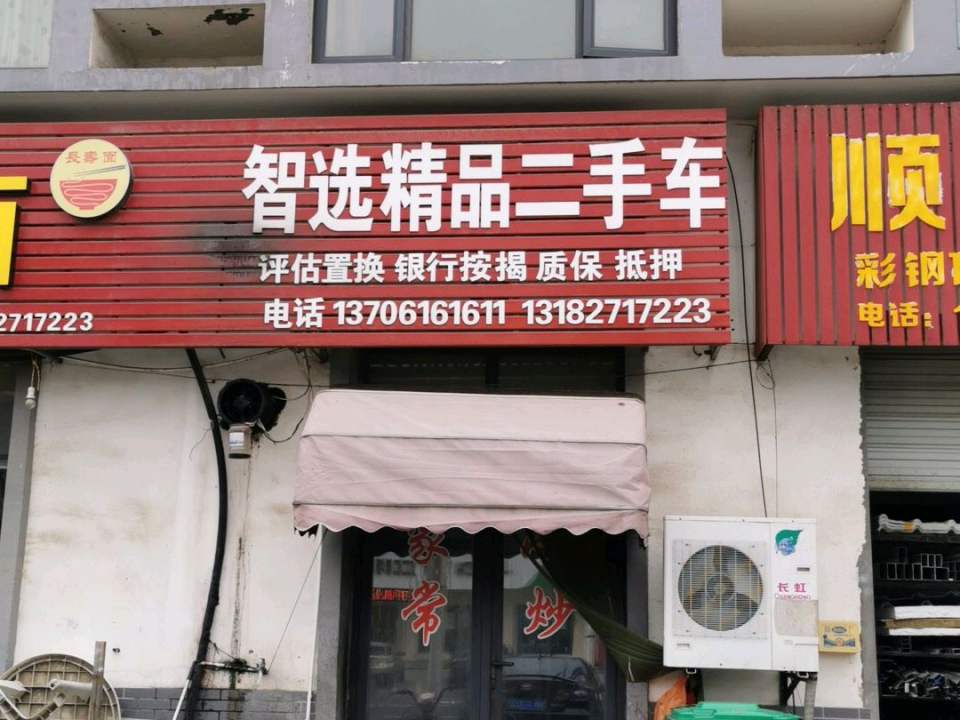 長壽面
智选精品二手车
评估置换 银行按揭 质保 抵押
电话 13706161611 13182717223
2717223
顺
彩钢
电话:
家常
炒
长虹
CHANGHONG